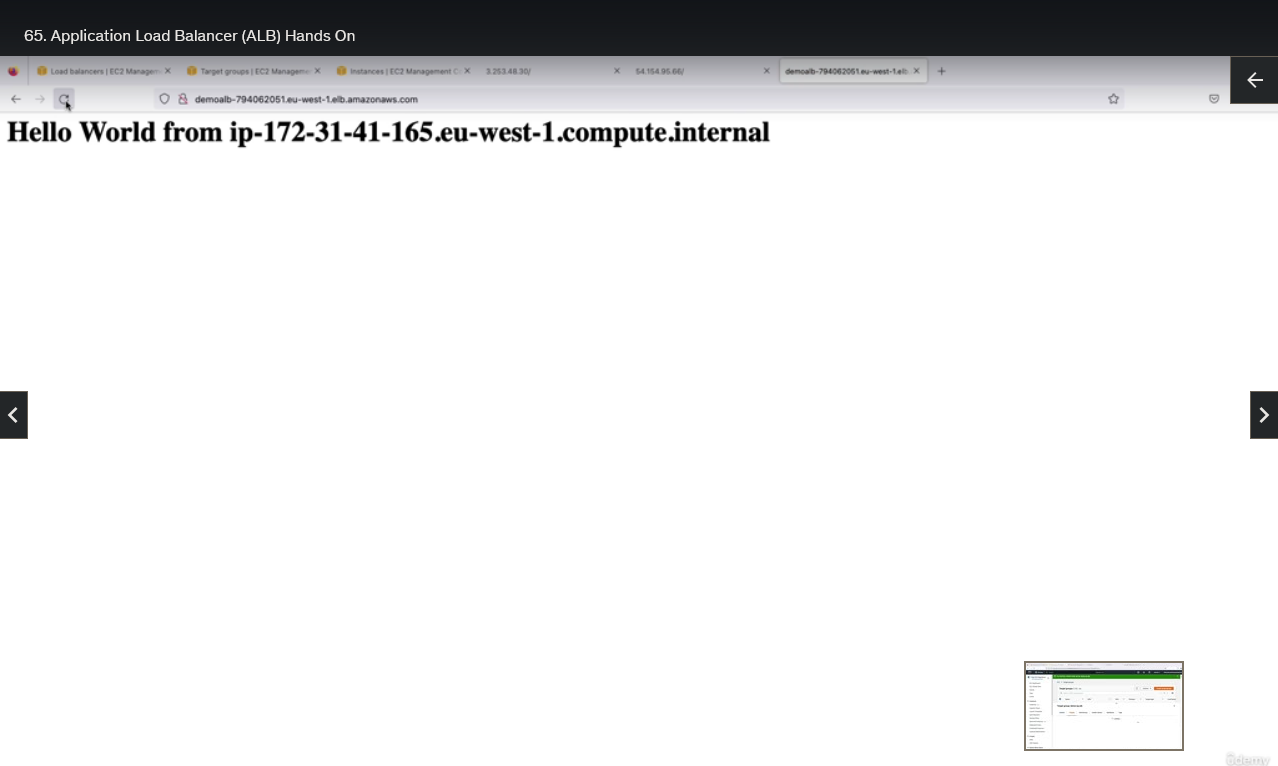 65. Application Load Balancer (ALB) Hands On
Load balancers | EC2 Managem
Target groups | EC2 Manageme
Instances | EC2 Management C
3.253.48.30/
54.154.95.66/
demoalb-794062051.eu-west-1.elb.
demoalb-794062051.eu-west-1.elb.amazonaws.com
Hello World from ip-172-31-41-165.eu-west-1.compute.internal
ûdemy